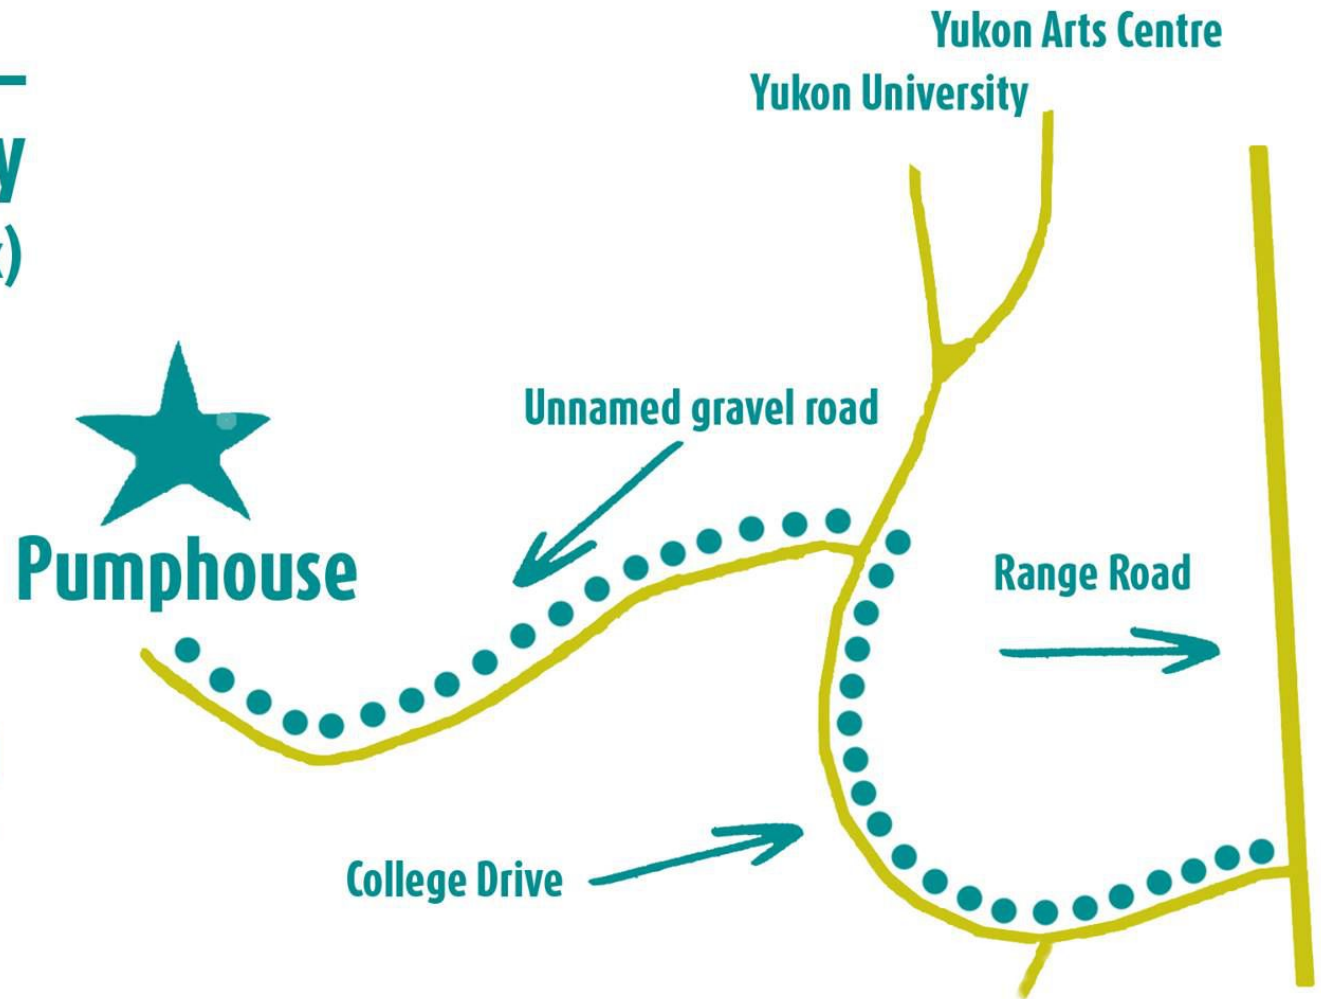 Yukon Arts Centre
Yukon University
y
)
Unnamed gravel road
Pumphouse
Range Road
College Drive